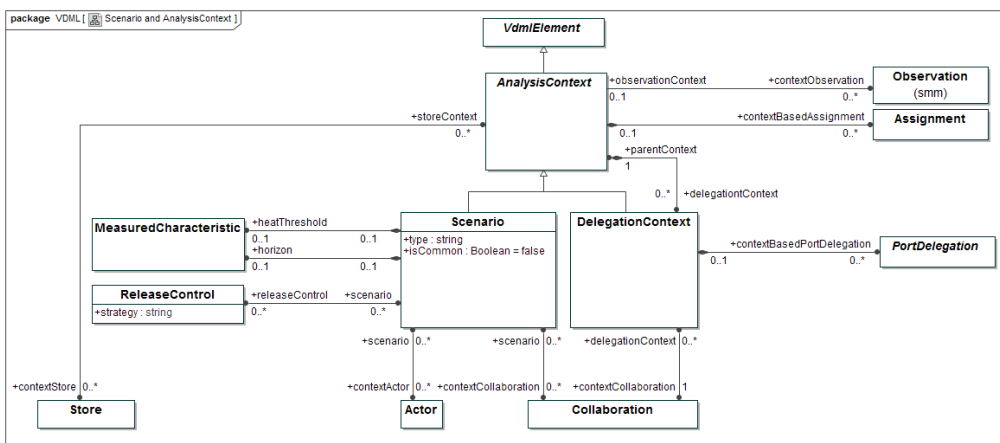 package VDML [ Scenario and AnalysisContext ]
VdmlElement
AnalysisContext
+observationContext
0..1
+contextObservation
0..*
Observation
(smm)
+storeContext
0..*
0..1
+contextBasedAssignment
0..*
Assignment
+parentContext
1
0..*
+delegationtContext
MeasuredCharacteristic
+heatThreshold
0..1
0..1
+horizon
0..1
0..1
Scenario
+type : string
+isCommon : Boolean = false
DelegationContext
+contextBasedPortDelegation
0..1
0..*
PortDelegation
ReleaseControl
+strategy : string
+releaseControl
0..*
+scenario
0..*
+scenario
0..*
+scenario
0..*
+delegationContext
0..*
+contextStore
0..*
+contextActor
0..*
+contextCollaboration
0..*
+contextCollaboration
1
Store
Actor
Collaboration